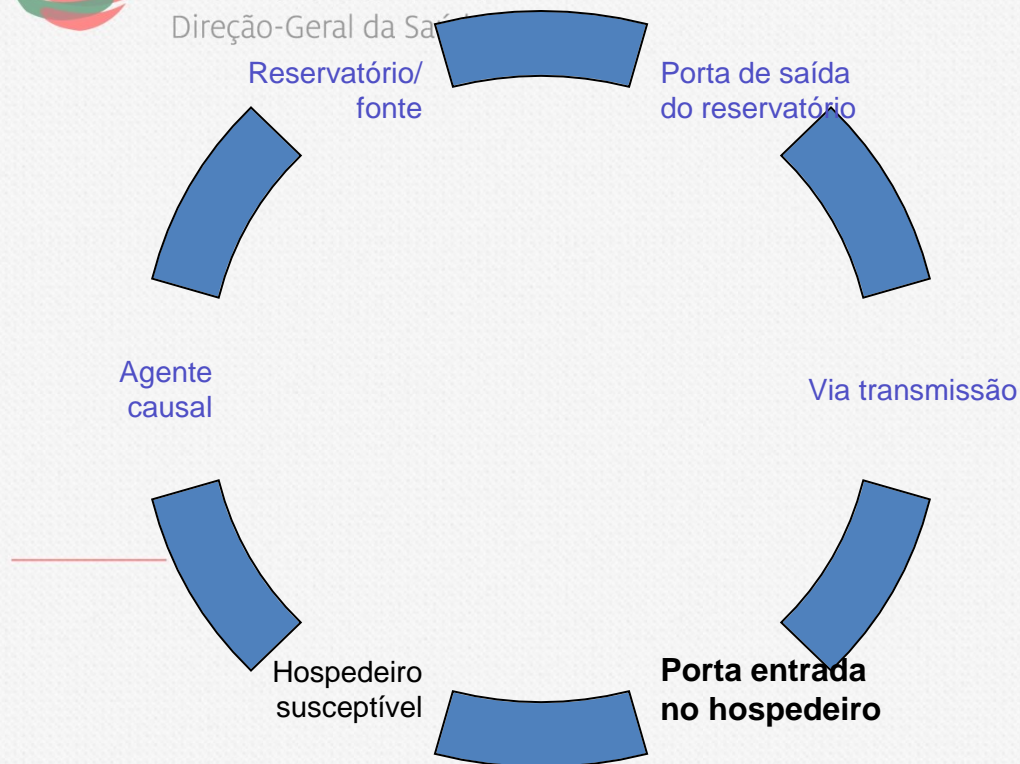 Direção-Geral da
Reservatório/
fonte
Porta de saída
do reservatório
Agente
causal
Via transmissão
Hospedeiro
susceptível
Porta entrada
no hospedeiro